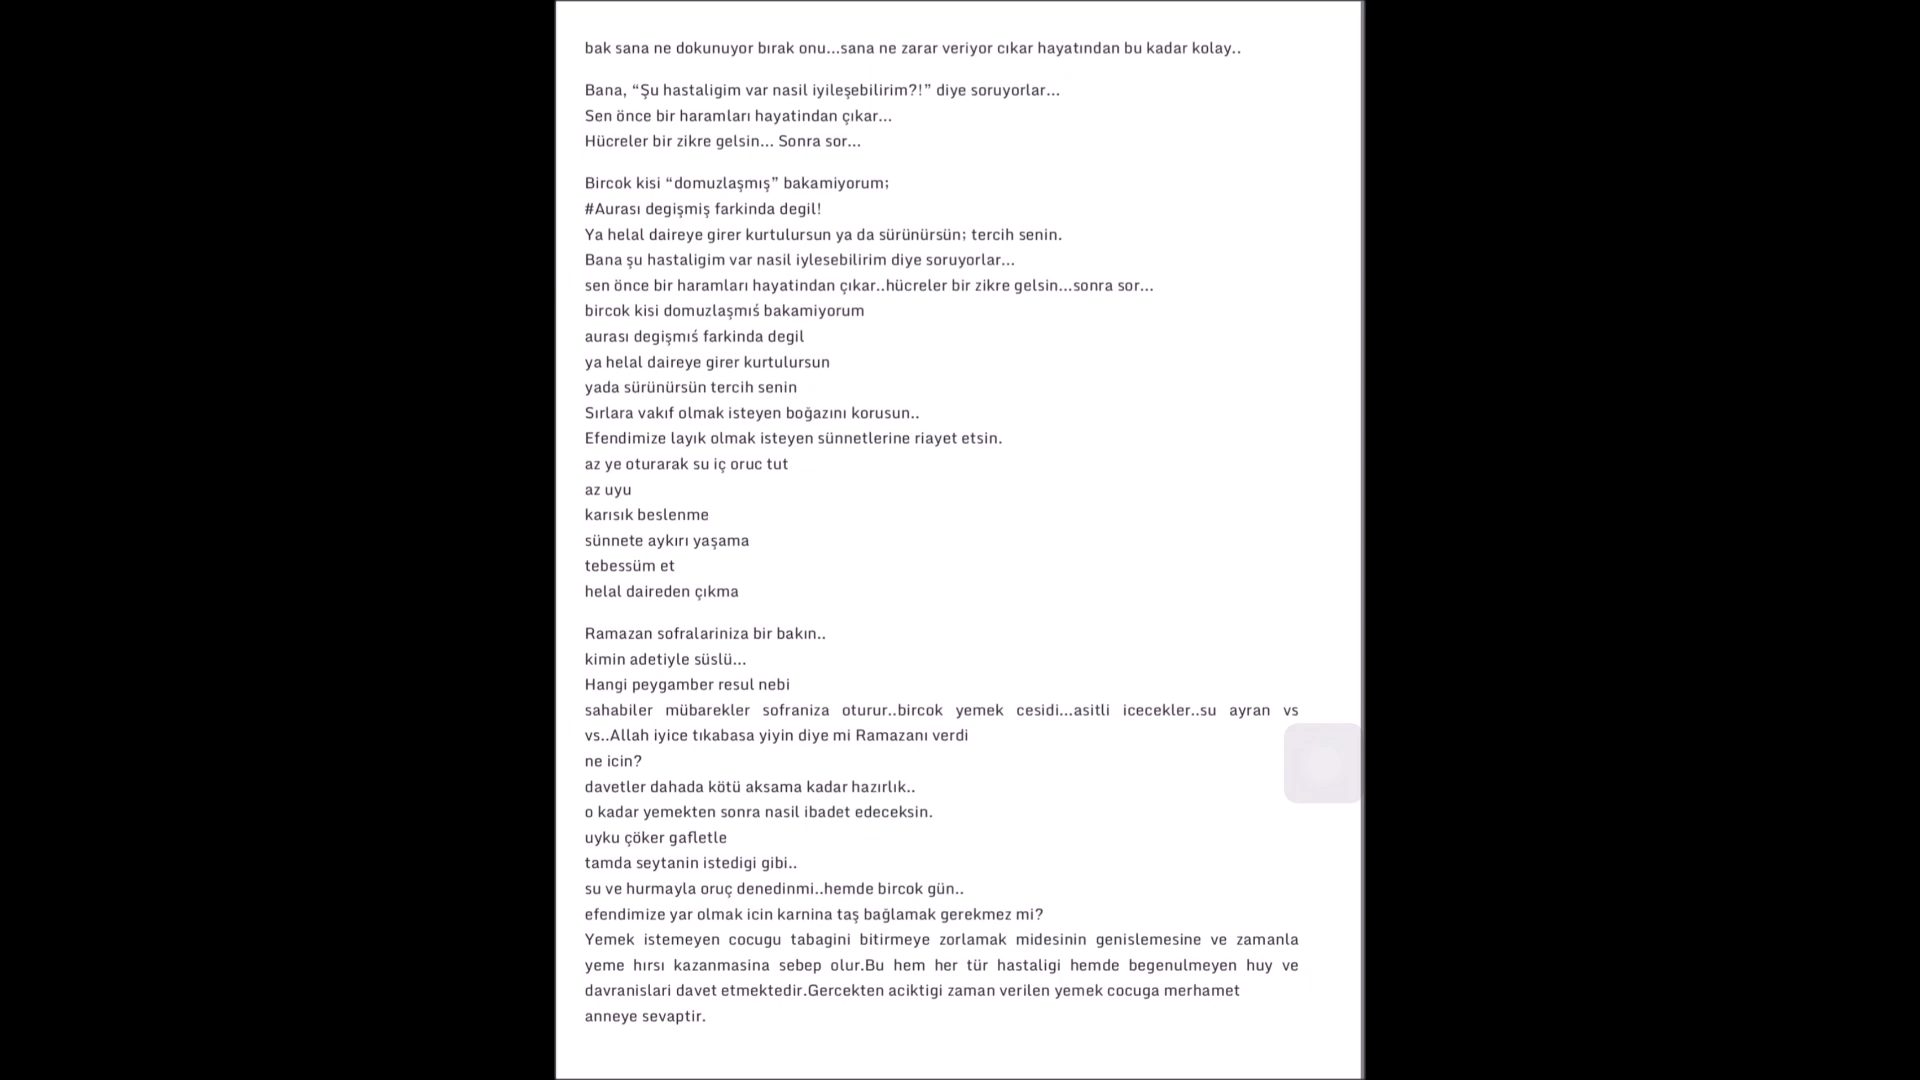 bak sana ne dokunuyor bırak onu...sana ne zarar veriyor cıkar hayatından bu kadar kolay..
Bana, “Şu hastaligim var nasil iyileşebilirim?!” diye soruyorlar...
Sen önce bir haramları hayatindan çıkar...
Hücreler bir zikre gelsin... Sonra sor...
Bircok kisi “domuzlaşmış” bakamiyorum;
#Aurası degişmiş farkinda degil!
Ya helal daireye girer kurtulursun ya da sürünürsün; tercih senin.
Bana şu hastaligim var nasil iylesebilirim diye soruyorlar...
sen önce bir haramları hayatindan çıkar..hücreler bir zikre gelsin...sonra sor...
bircok kisi domuzlaşmıś bakamiyorum
aurası degişmıś farkinda degil
ya helal daireye girer kurtulursun
yada sürünürsün tercih senin
Sırlara vakıf olmak isteyen boğazını korusun..
Efendimize layık olmak isteyen sünnetlerine riayet etsin.
az ye oturarak su iç oruc tut
az uyu
karısık beslenme
sünnete aykırı yaşama
tebessüm et
helal daireden çıkma
Ramazan sofralariniza bir bakın..
kimin adetiyle süslü...
Hangi peygamber resul nebi
sahabiler mübarekler sofraniza oturur..bircok yemek cesidi...asitli icecekler..su ayran vs
vs..Allah iyice tıkabasa yiyin diye mi Ramazanı verdi
ne icin?
davetler dahada kötü aksama kadar hazırlık..
o kadar yemekten sonra nasil ibadet edeceksin.
uyku çöker gafletle
tamda seytanin istedigi gibi..
su ve hurmayla oruç denedinmi..hemde bircok gün..
efendimize yar olmak icin karnina taş bağlamak gerekmez mi?
Yemek istemeyen cocugu tabagini bitirmeye zorlamak midesinin genislemesine ve zamanla
yeme hırsı kazanmasina sebep olur.Bu hem her tür hastaligi hemde begenulmeyen huy ve
davranislari davet etmektedir.Gercekten aciktigi zaman verilen yemek cocuga merhamet
anneye sevaptir.